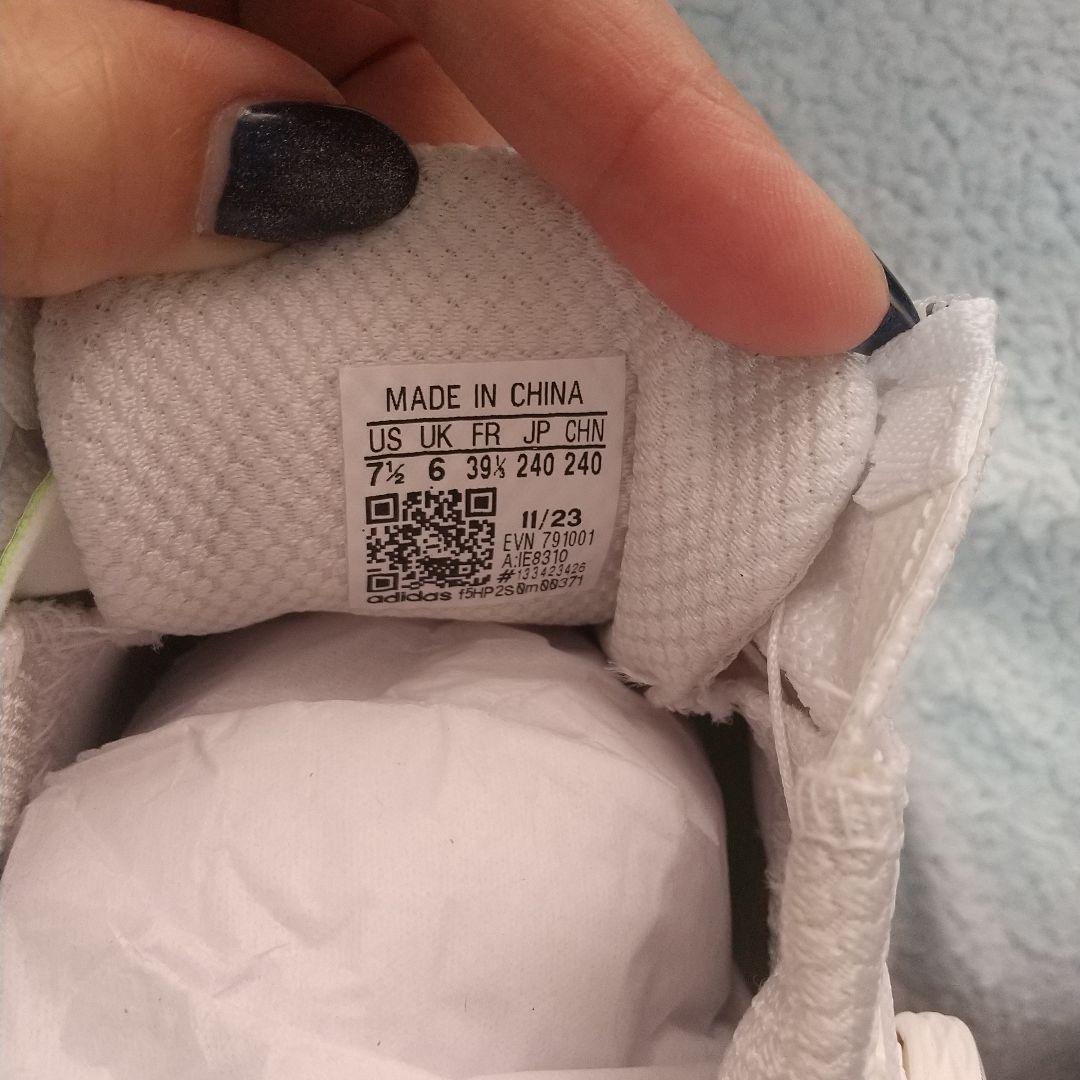 MADE IN CHINA
US UK FR JP CHN
7½ 6 39⅓ 240 240
11/23
EVN 791001
A:IE8310
#133423426
adidas f5HP2S0m00371